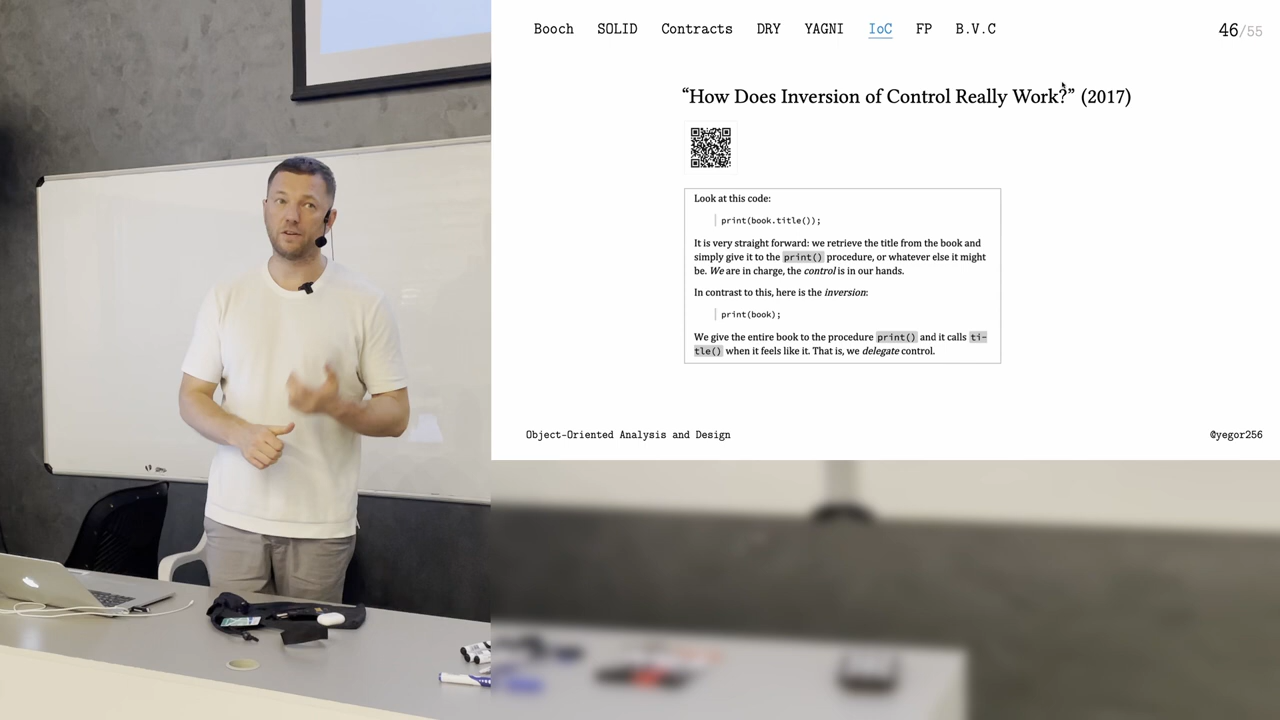 Booch SOLID Contracts DRY YAGNI IoC FP B.V.C 46/55
“How Does Inversion of Control Really Work?” (2017)
Look at this code:
print(book.title());
It is very straight forward: we retrieve the title from the book and
simply give it to the print() procedure, or whatever else it might
be. We are in charge, the control is in our hands.
In contrast to this, here is the inversion:
print(book);
We give the entire book to the procedure print() and it calls ti-
tle() when it feels like it. That is, we delegate control.
Object-Oriented Analysis and Design @yegor256